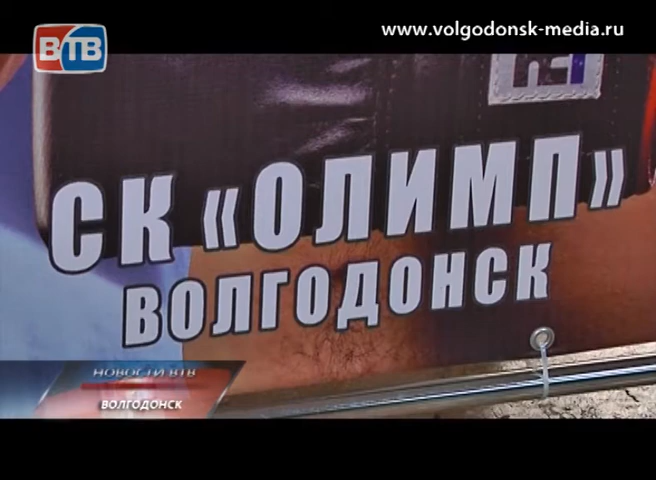 ВТВ
www.volgodonsk-media.ru
СК «ОЛИМП»
ВОЛГОДОНСК
НОВОСТИ ВТВ
ВОЛГОДОНСК